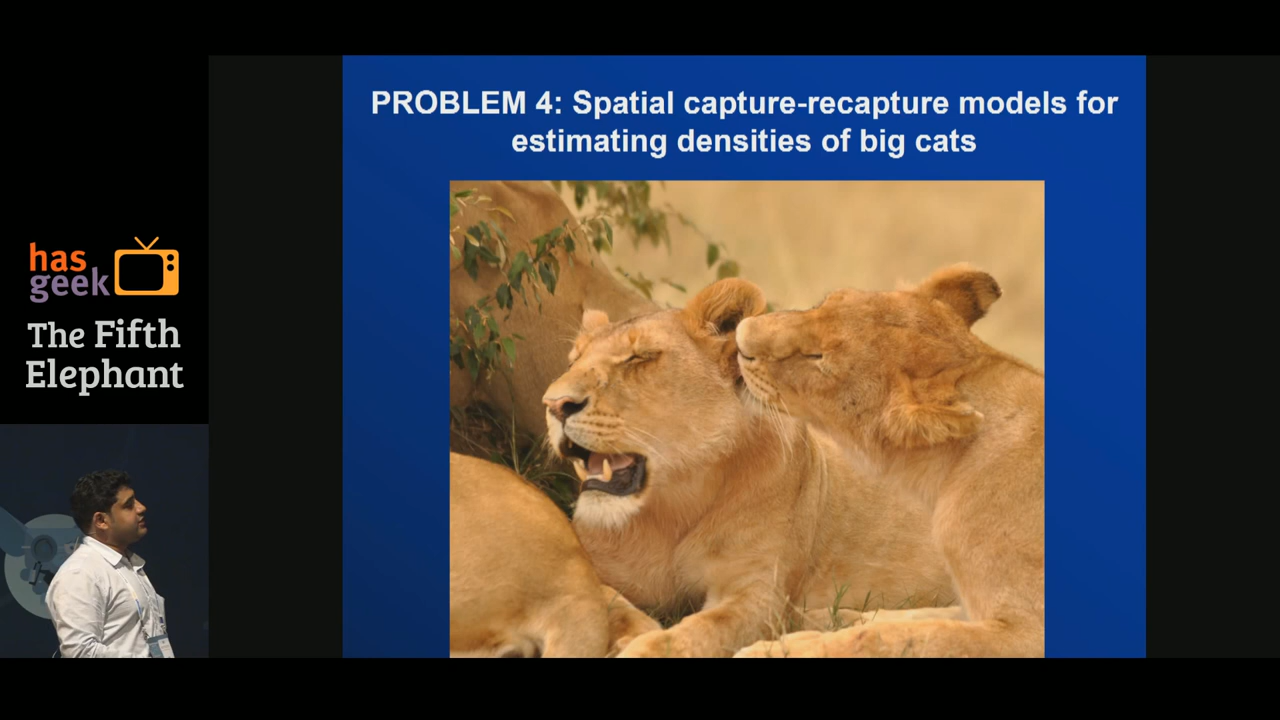 PROBLEM 4: Spatial capture-recapture models for
estimating densities of big cats
has
geek
The Fifth
Elephant